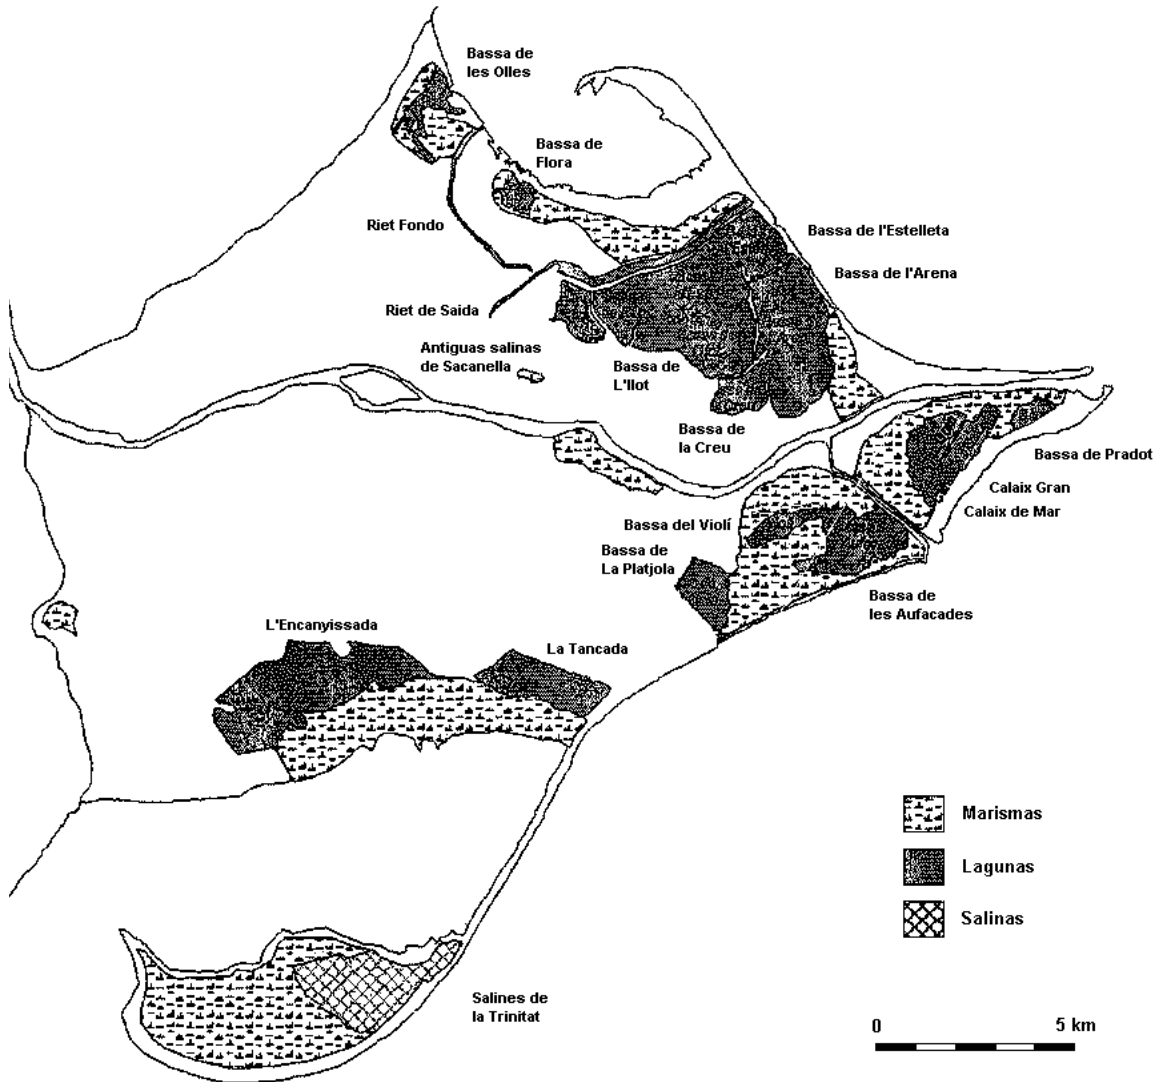 Bassa de
les Olles
Bassa de
Flora
Riet Fondo
Bassa de l'Estelleta
Bassa de l'Arena
Riet de Saida
Antiguas salinas
de Sacanella
Bassa de
L'Illot
Bassa de
la Creu
Bassa de Pradot
Calaix Gran
Calaix de Mar
Bassa del Violí
Bassa de
La Platjola
Bassa de
les Aufacades
L'Encanyissada
La Tancada
Marismas
Lagunas
Salinas
Salines de
la Trinitat
0 5 km